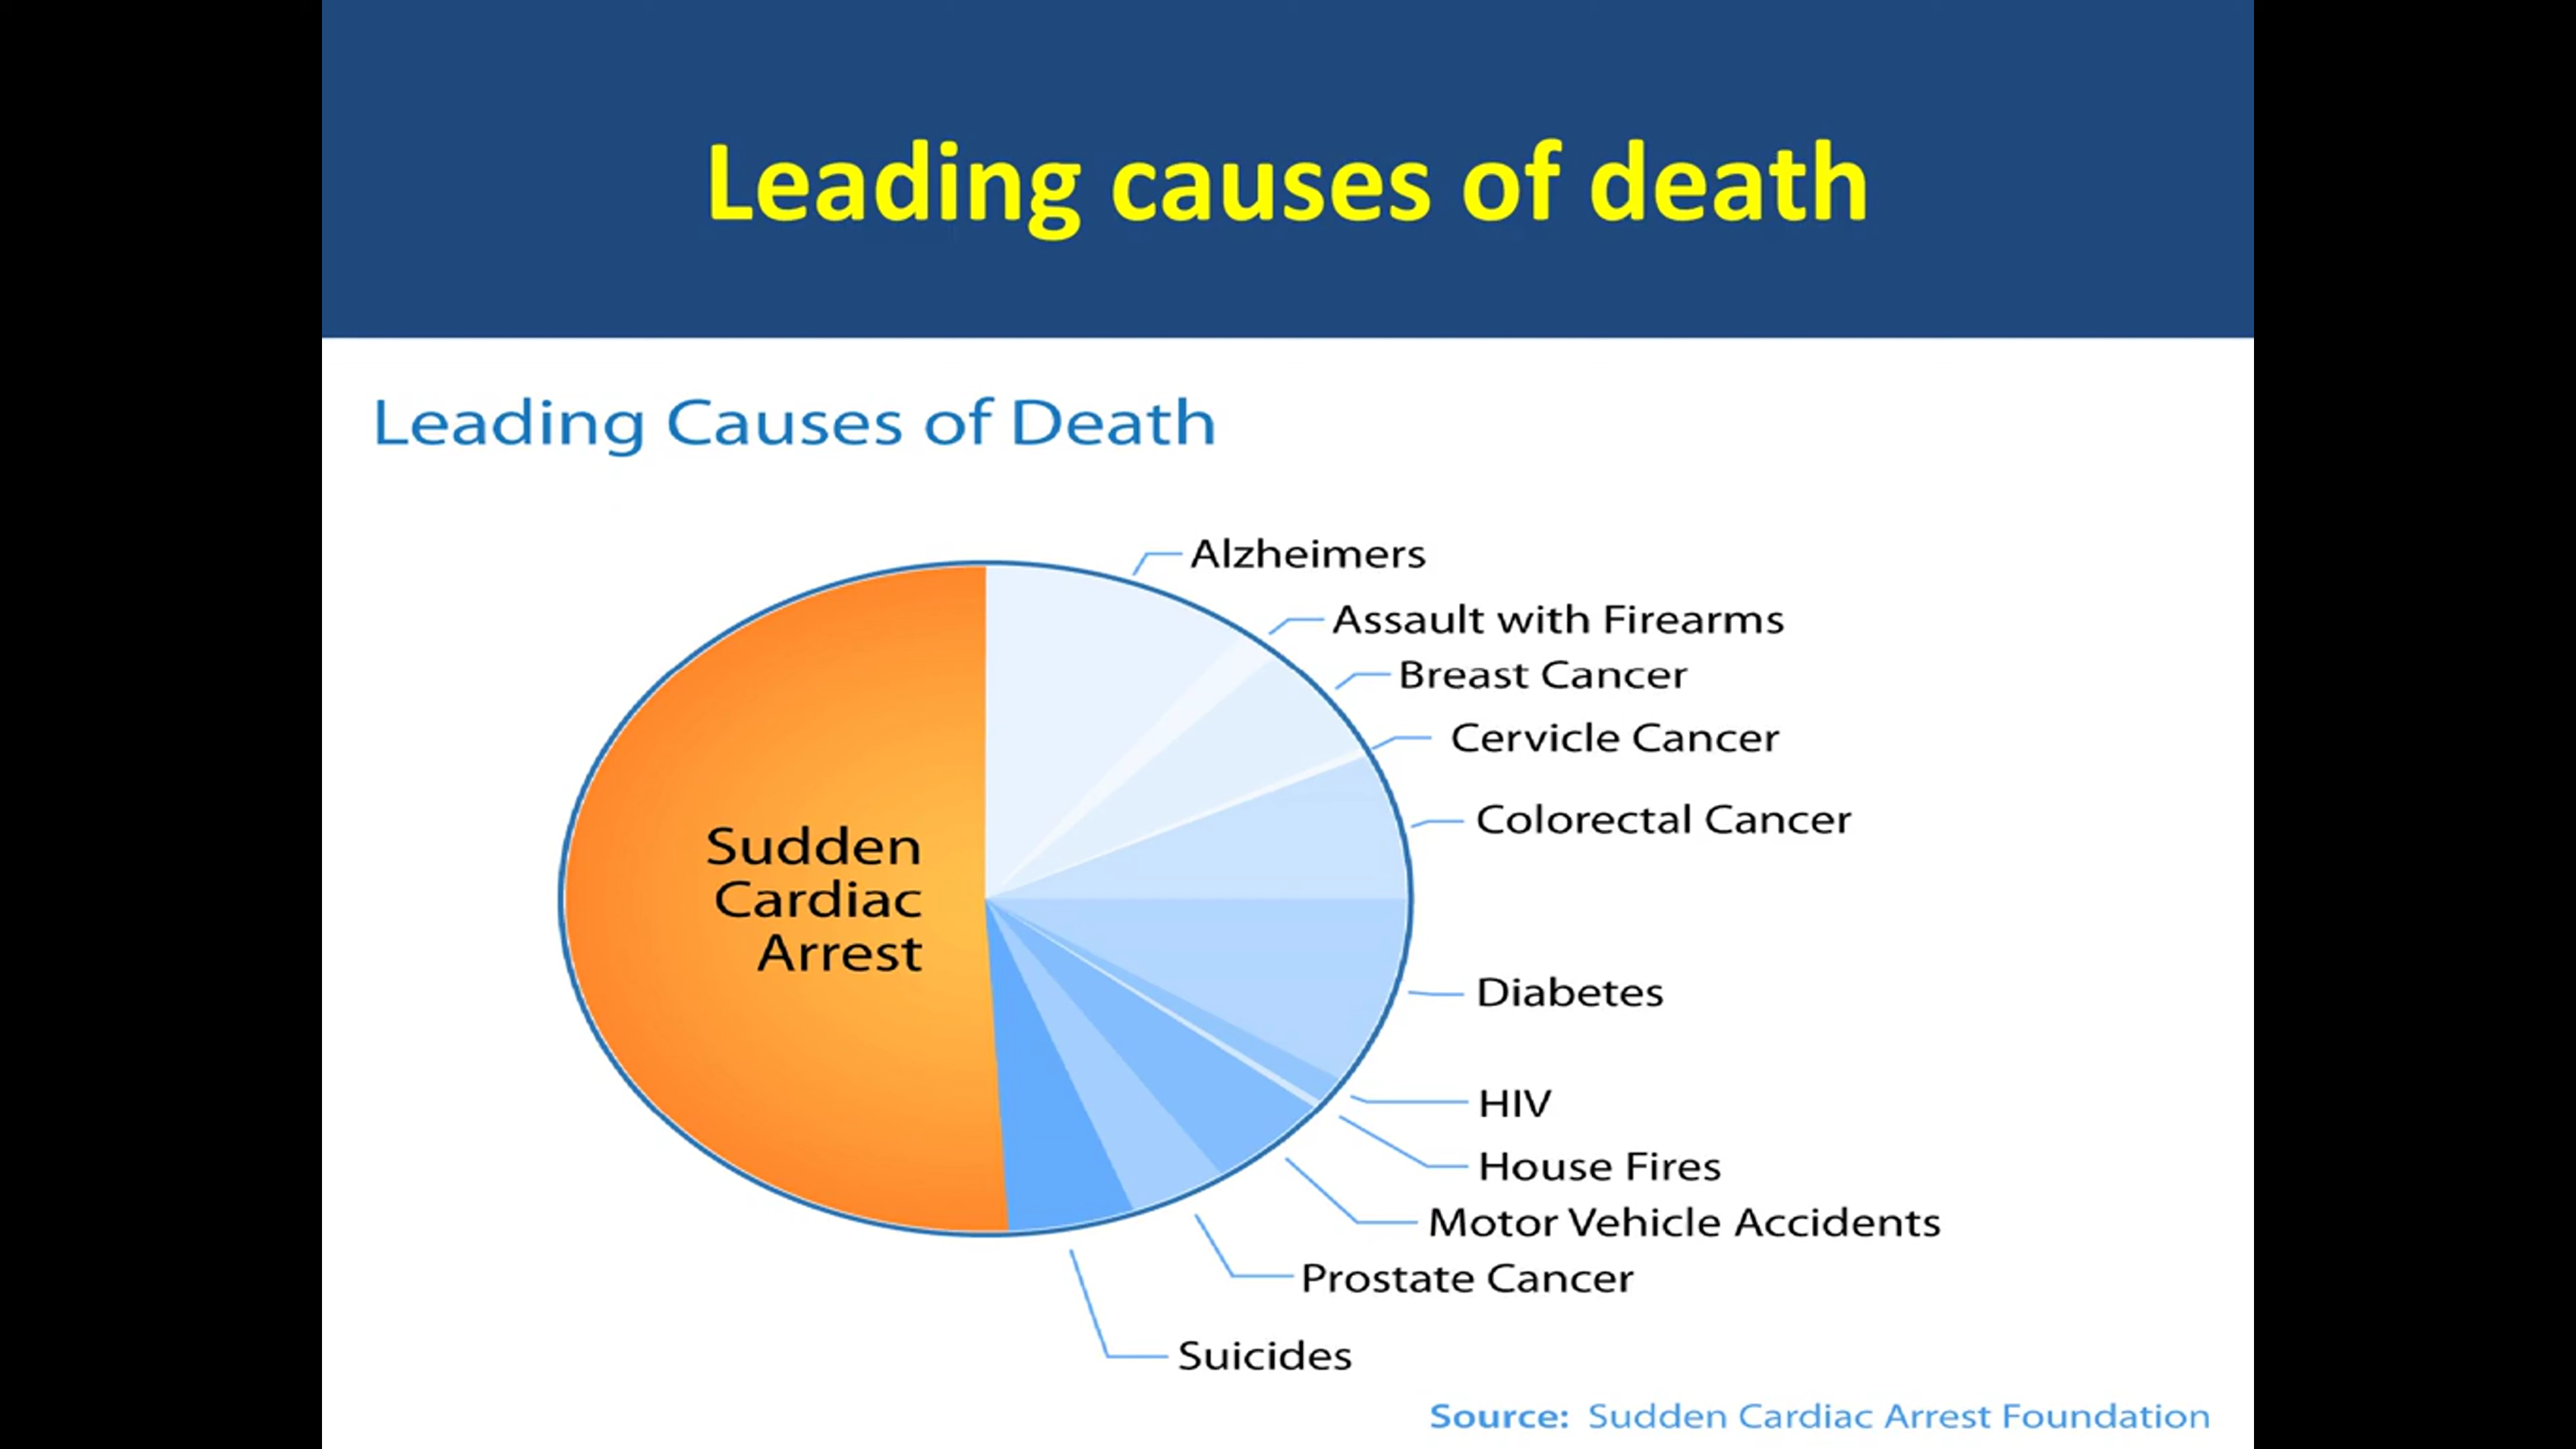 Leading causes of death
Leading Causes of Death
Alzheimers
Assault with Firearms
Breast Cancer
Cervicle Cancer
Colorectal Cancer
Sudden
Cardiac
Arrest
Diabetes
HIV
House Fires
Motor Vehicle Accidents
Prostate Cancer
Suicides
Source: Sudden Cardiac Arrest Foundation